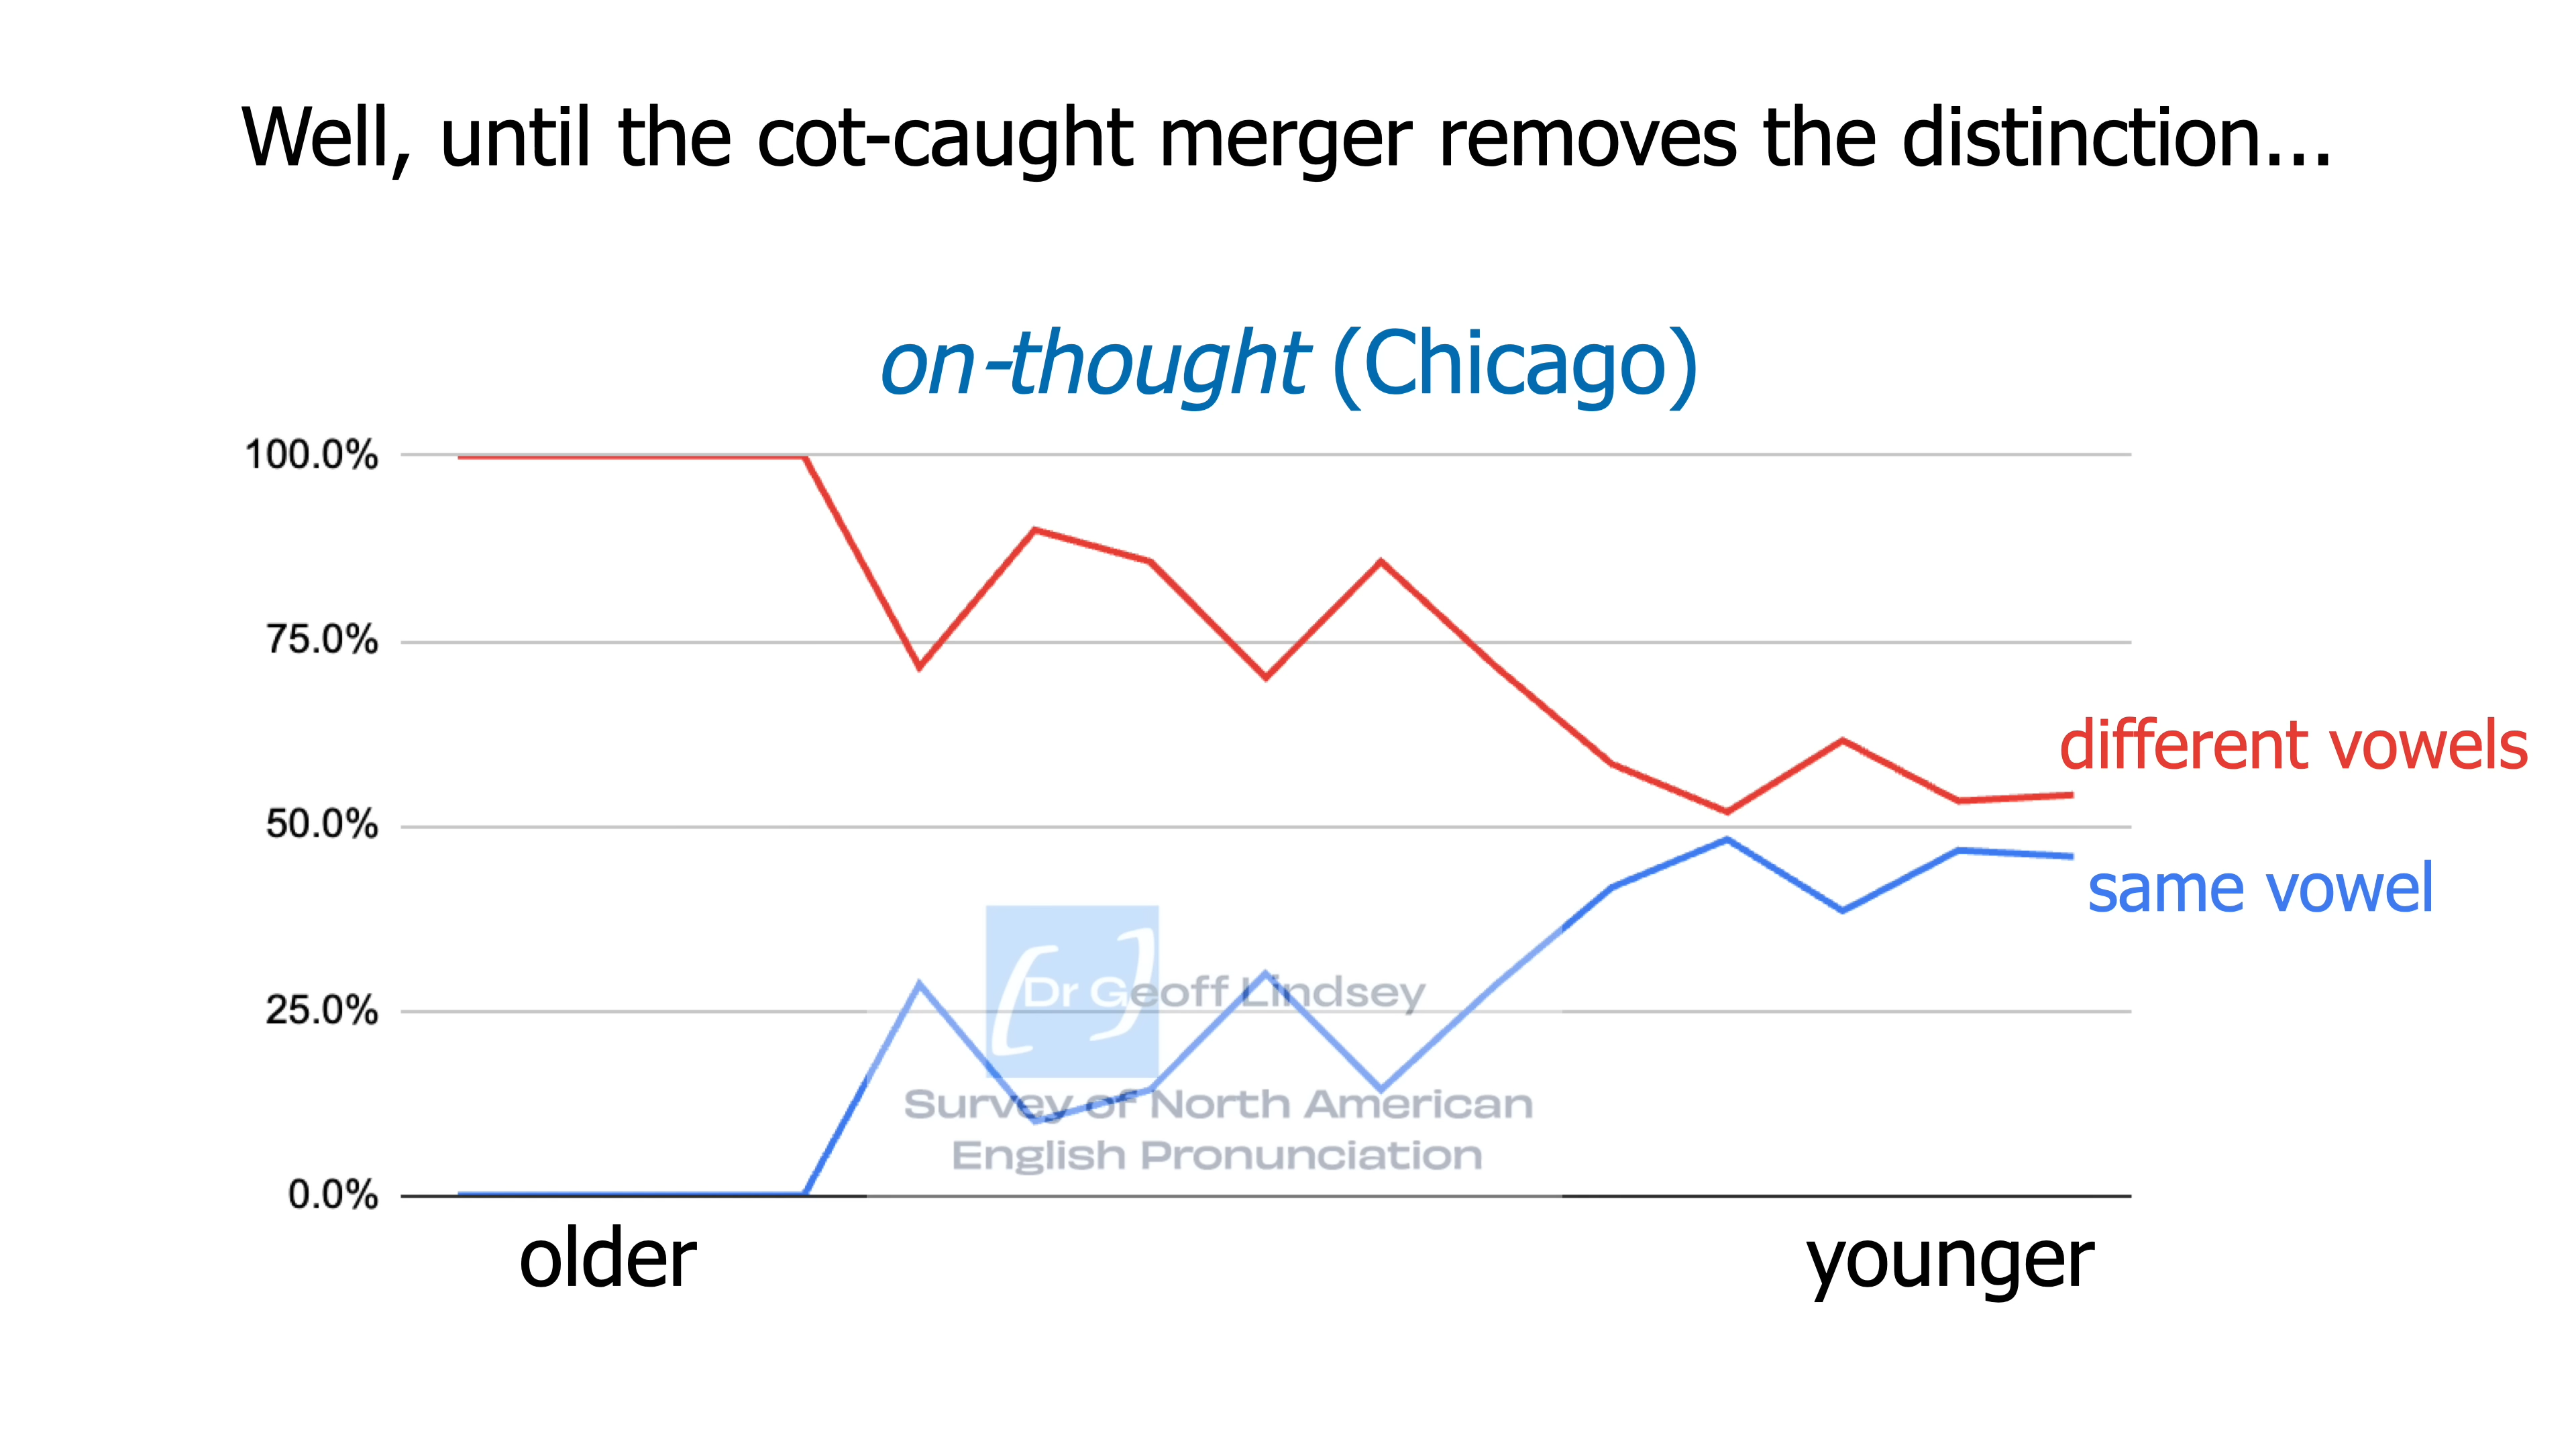 Well, until the cot-caught merger removes the distinction...
on-thought (Chicago)
100.0%
75.0%
different vowels
50.0%
same vowel
25.0%
Dr Geoff Lindsey
Survey of North American
English Pronunciation
0.0%
older
younger